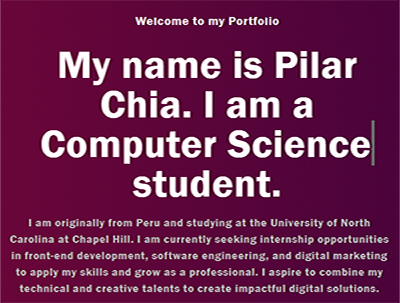 Welcome to my Portfolio
My name is Pilar
Chia. I am a
Computer Science
student.
I am originally from Peru and studying at the University of North
Carolina at Chapel Hill. I am currently seeking internship opportunities
in front-end development, software engineering, and digital marketing
to apply my skills and grow as a professional. I aspire to combine my
technical and creative talents to create impactful digital solutions.